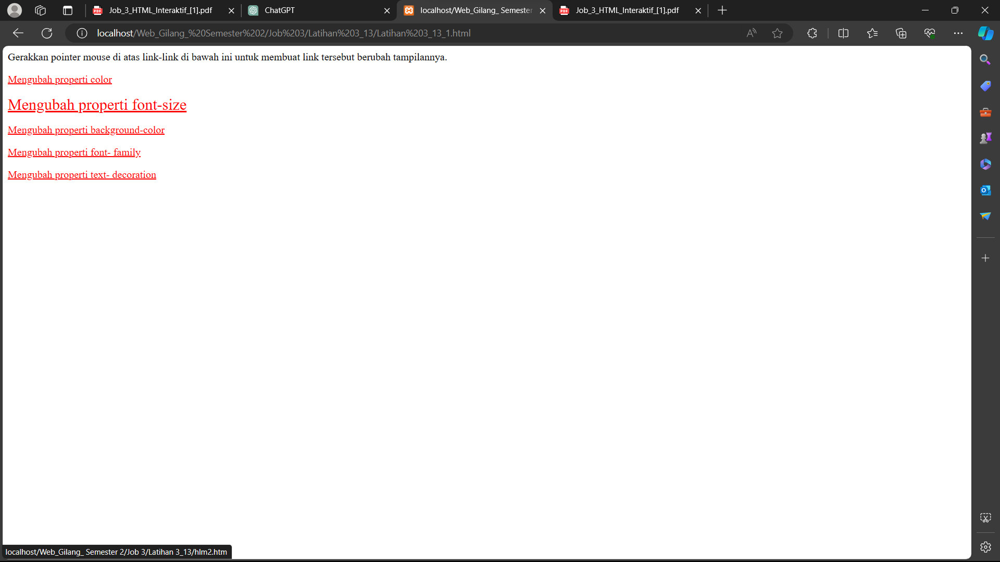 Job_3_HTML_Interaktif_[1].pdf
ChatGPT
localhost/Web_Gilang_ Semester
Job_3_HTML_Interaktif_[1].pdf
localhost/Web_Gilang_%20Semester%202/Job%203/Latihan%203_13/Latihan%203_13_1.html
Gerakkan pointer mouse di atas link-link di bawah ini untuk membuat link tersebut berubah tampilannya.
Mengubah properti color
Mengubah properti font-size
Mengubah properti background-color
Mengubah properti font- family
Mengubah properti text- decoration
localhost/Web_Gilang_ Semester 2/Job 3/Latihan 3_13/hlm2.htm